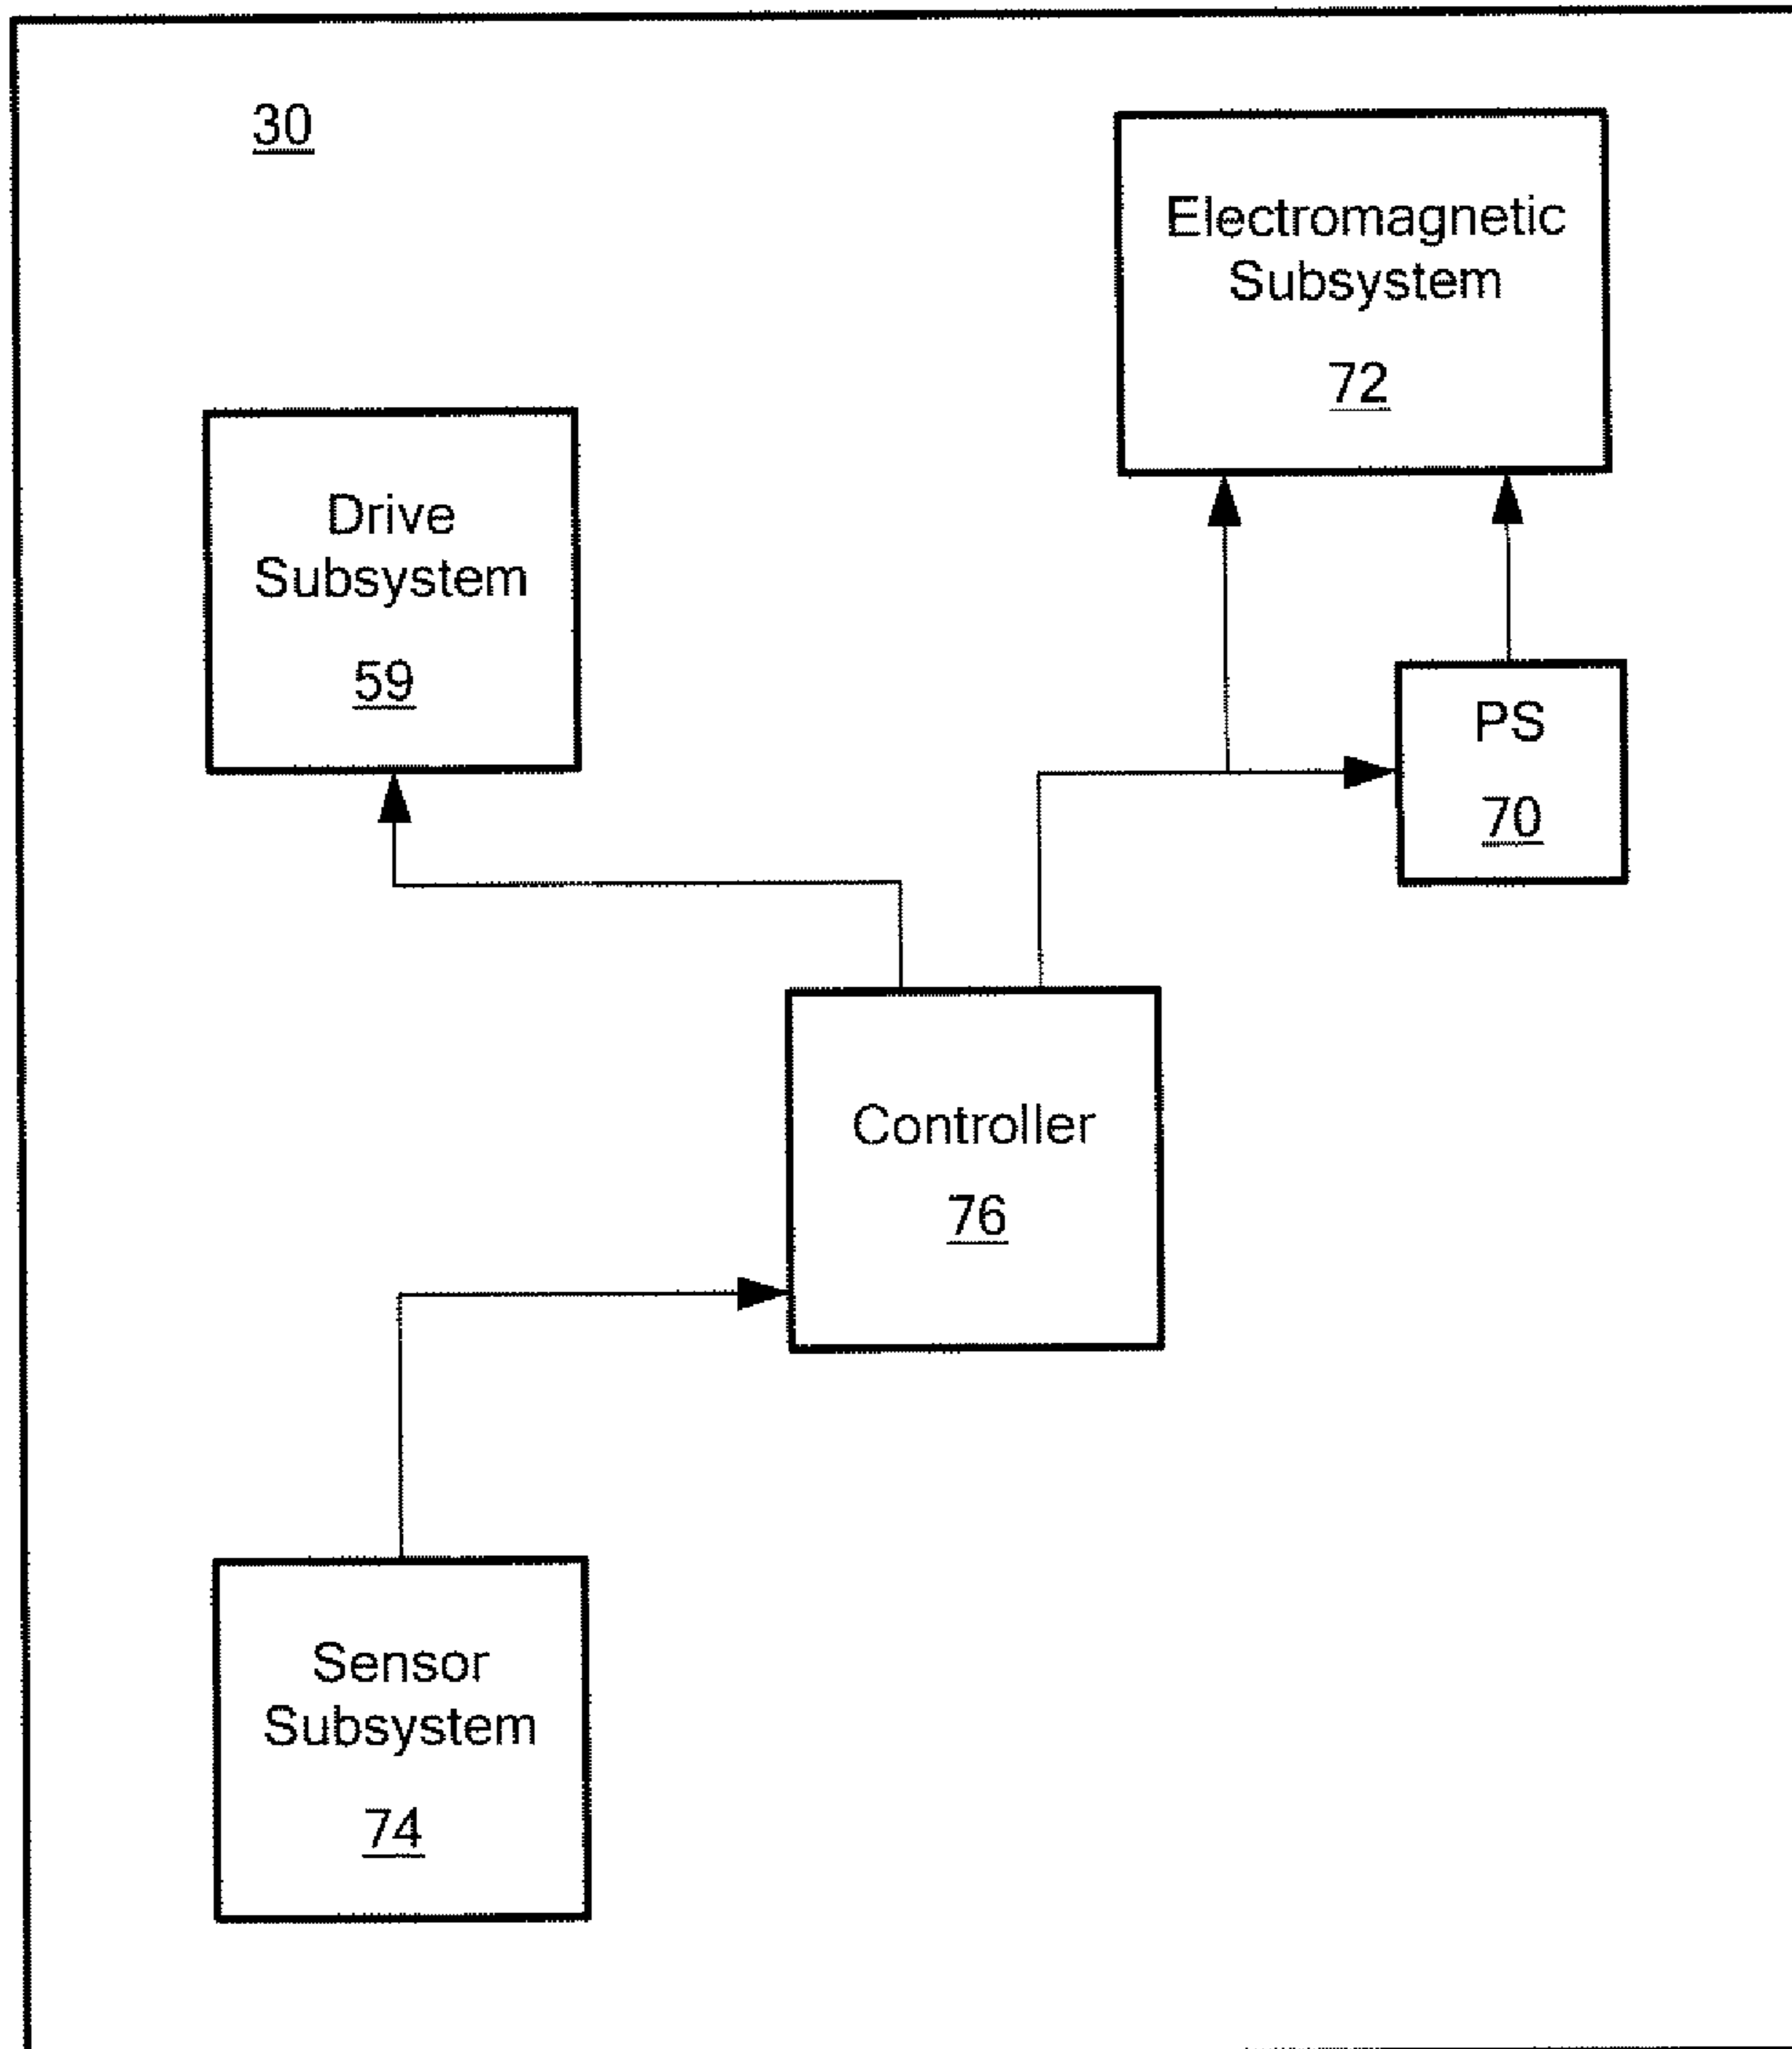 30
Electromagnetic
Subsystem
72
Drive
Subsystem
59
PS
70
Controller
76
Sensor
Subsystem
74